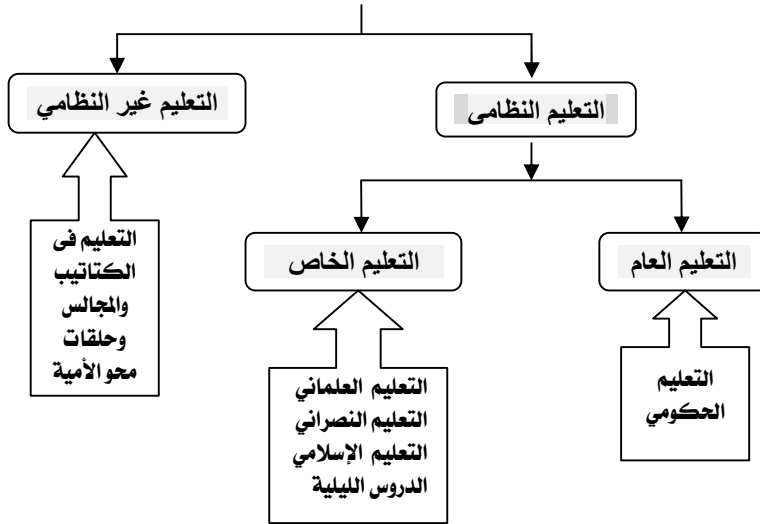 التعليم النظامى
التعليم غير النظامي
التعليم العام
التعليم الخاص
التعليم
الحكومي
التعليم العلماني
التعليم النصراني
التعليم الإسلامي
الدروس الليلية
التعليم فى
الكتاتيب
والمجالس
وحلقات
محو الأمية